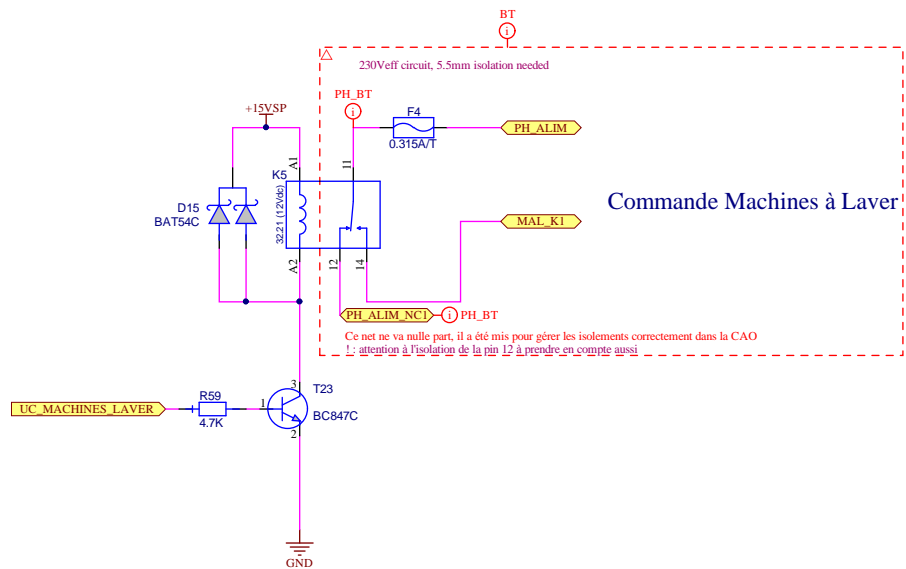 BT
i
230Veff circuit, 5.5mm isolation needed
PH_BT
i
F4
0.315A/T
PH_ALIM
+15VSP
A1
11
K5
32.21 (12Vdc)
D15
BAT54C
Commande Machines à Laver
MAL_K1
A2
12
14
PH_ALIM_NC1
i
PH_BT
Ce net ne va nulle part, il a été mis pour gérer les isolements correctement dans la CAO
! : attention à l'isolation de la pin 12 à prendre en compte aussi
3
T23
R59
UC_MACHINES_LAVER
4.7K
1
BC847C
2
GND